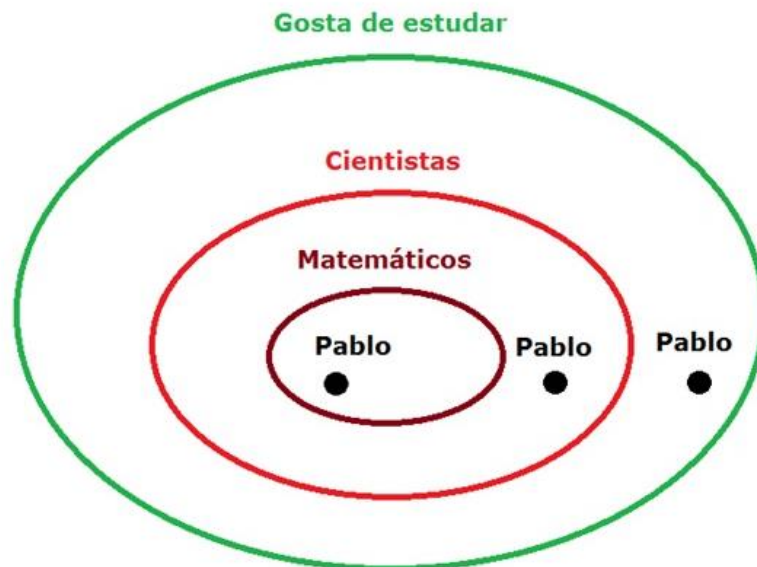 Gosta de estudar
Cientistas
Matemáticos
Pablo
Pablo
Pablo